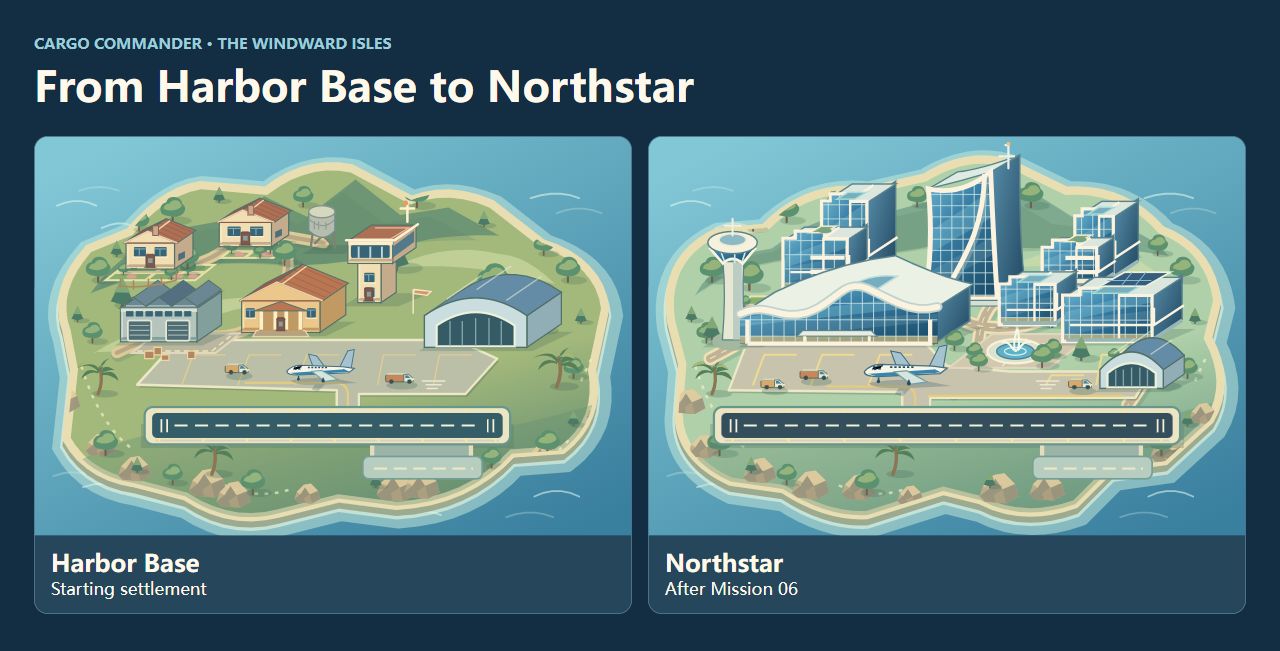 CARGO COMMANDER • THE WINDWARD ISLES
From Harbor Base to Northstar
Harbor Base
Starting settlement
Northstar
After Mission 06